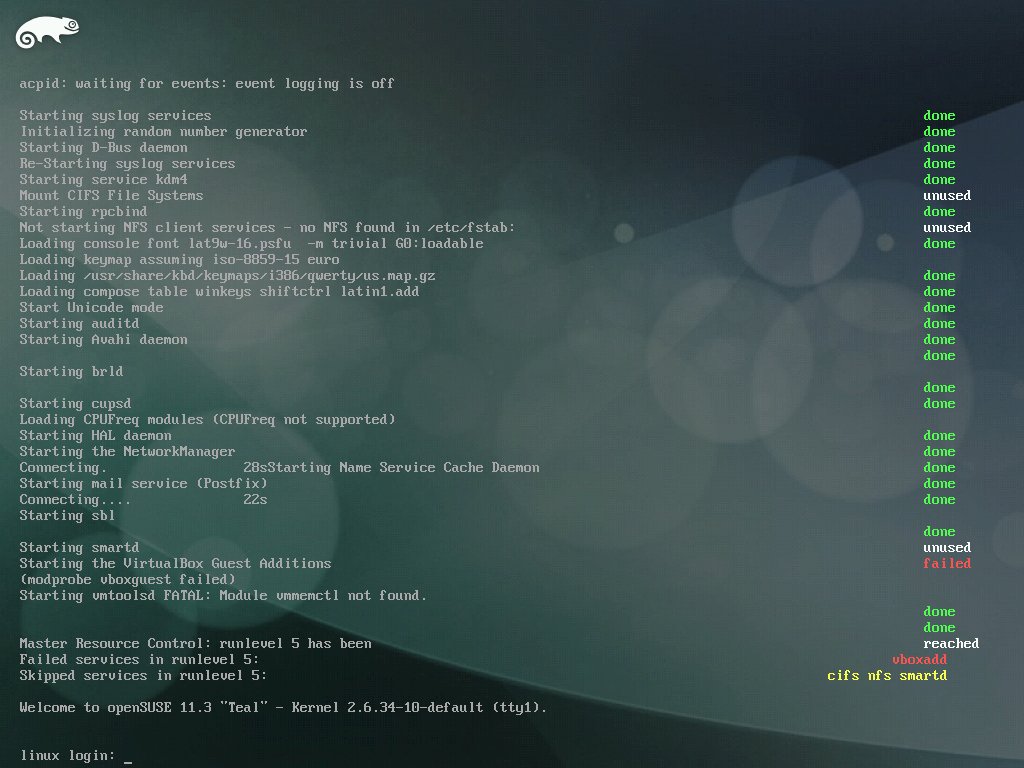 acpid: waiting for events: event logging is off
Starting syslog services done
Initializing random number generator done
Starting D-Bus daemon done
Re-Starting syslog services done
Starting service kdm4 done
Mount CIFS File Systems unused
Starting rpcbind done
Not starting NFS client services - no NFS found in /etc/fstab: unused
Loading console font lat9w-16.psfu  -m trivial G0:loadable done
Loading keymap assuming iso-8859-15 euro
Loading /usr/share/kbd/keymaps/i386/qwerty/us.map.gz done
Loading compose table winkeys shiftctrl latin1.add done
Start Unicode mode done
Starting auditd done
Starting Avahi daemon done
done
Starting brld
done
Starting cupsd done
Loading CPUFreq modules (CPUFreq not supported)
Starting HAL daemon done
Starting the NetworkManager done
Connecting. 28sStarting Name Service Cache Daemon done
Starting mail service (Postfix) done
Connecting.... 22s done
Starting sbl
done
Starting smartd unused
Starting the VirtualBox Guest Additions failed
(modprobe vboxguest failed)
Starting vmtoolsd FATAL: Module vmmemctl not found.
done
done
Master Resource Control: runlevel 5 has been reached
Failed services in runlevel 5: vboxadd
Skipped services in runlevel 5: cifs nfs smartd
Welcome to openSUSE 11.3 "Teal" - Kernel 2.6.34-10-default (tty1).
linux login: _